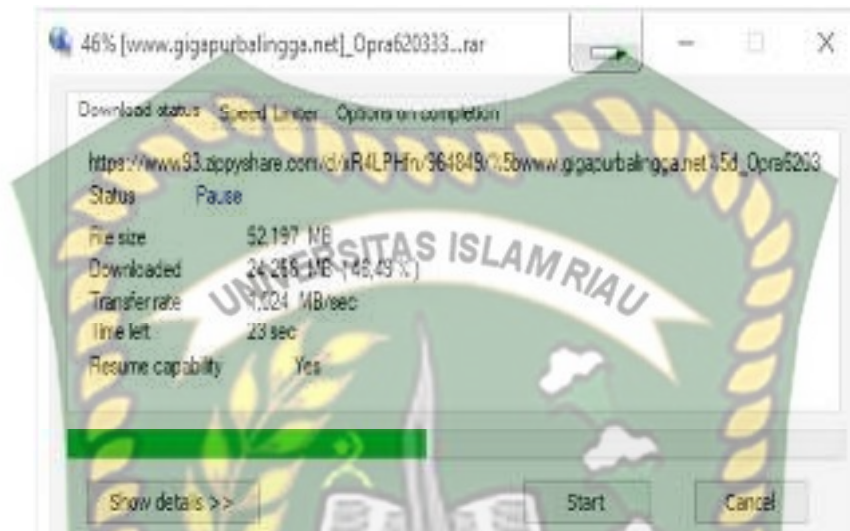 46% [www.gigapurbalingga.net]_Opra620333...rar
Download status Speed Limiter Options on completion
https://www93.zippyshare.com/d/xR4LPHfn/964849/%5bwww.gigapurbalingga.net%5d_Opra6203
Status Pause
File size 52,197 MB
Downloaded 24,266 MB (46,49 %)
Transfer rate 1,024 MB/sec
Time left 23 sec
Resume capability Yes
UNIVERSITAS ISLAM RIAU
Show details >> Start Cancel